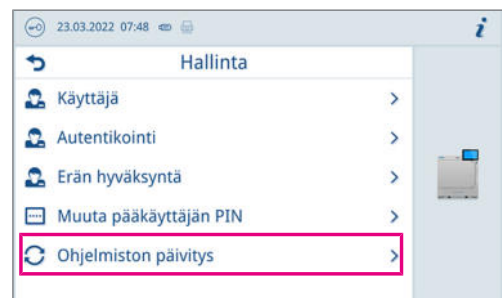 23.03.2022 07:48
Hallinta
Käyttäjä
Autentikointi
Erän hyväksyntä
Muuta pääkäyttäjän PIN
Ohjelmiston päivitys